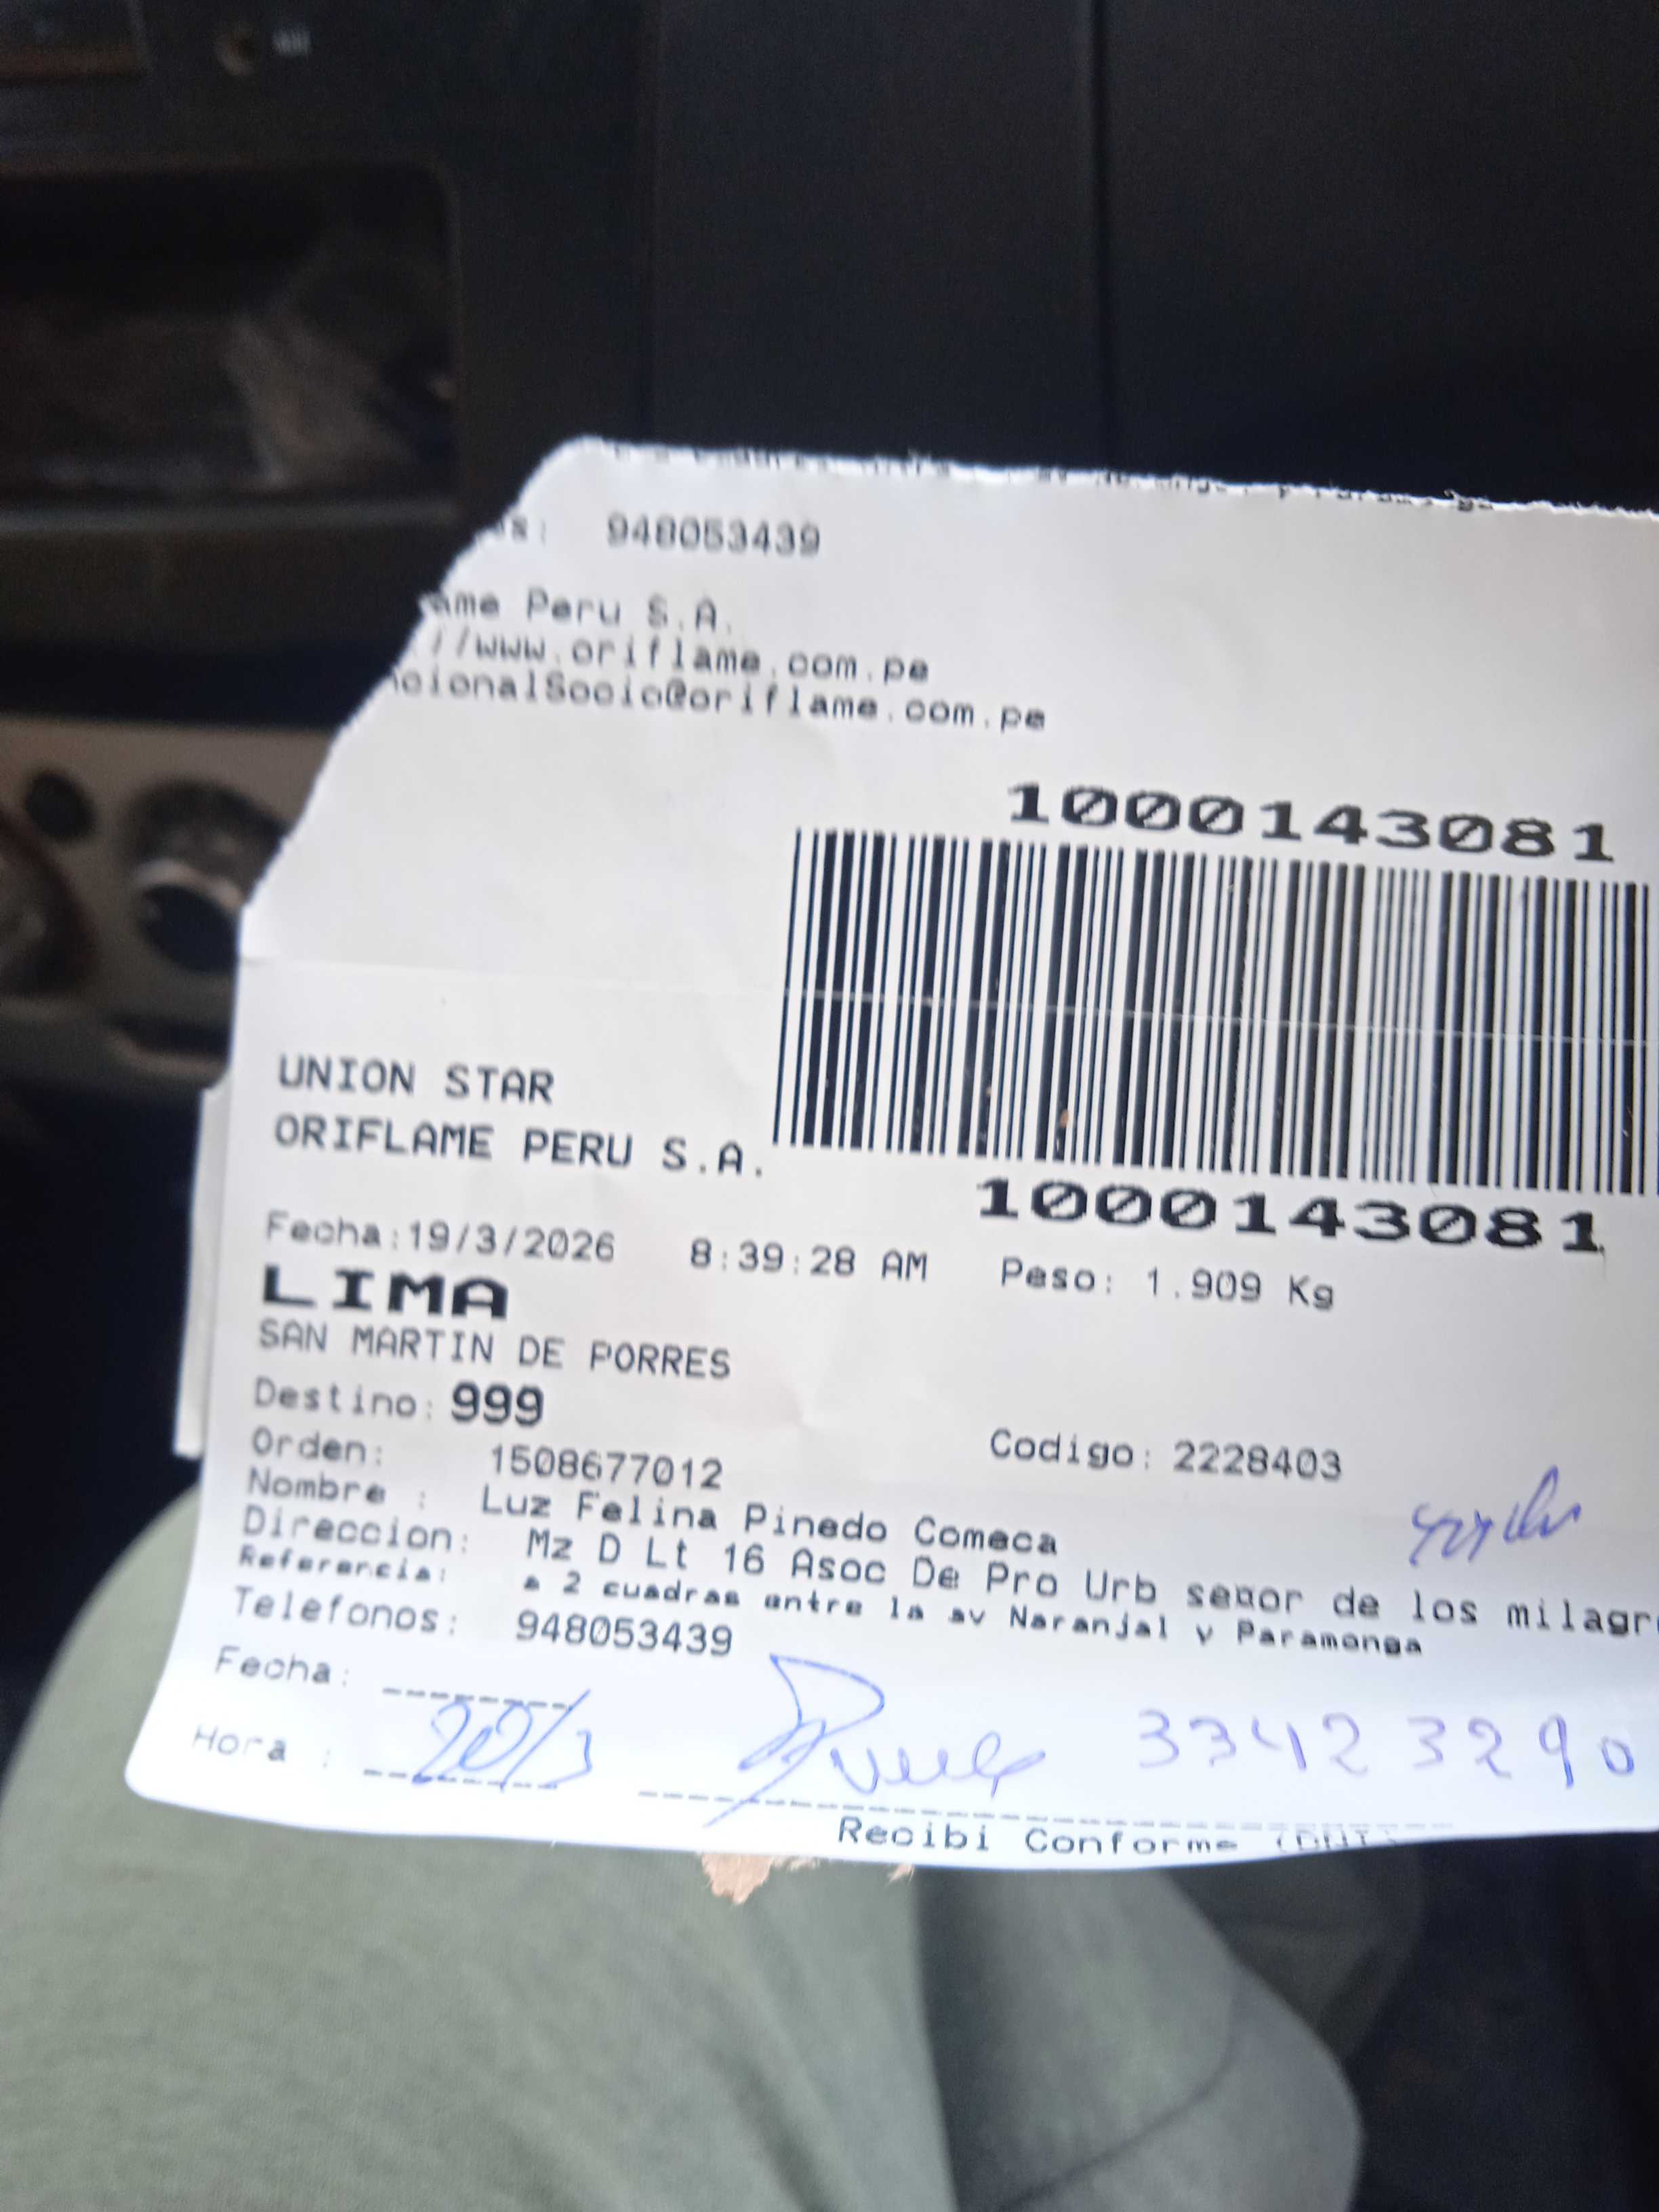 948053439
ame Peru S.A.
//www.oriflame.com.pe
cionalSocio@oriflame.com.pe
1000143081
1000143081
UNION STAR
ORIFLAME PERU S.A.
Fecha:19/3/2026 8:39:28 AM Peso: 1.909 Kg
LIMA
SAN MARTIN DE PORRES
Destino: 999
Orden: 1508677012 Codigo: 2228403
Nombre : Luz Felina Pinedo Comeca
Direccion: Mz D Lt 16 Asoc De Pro Urb seqor de los milagr
Referencia: a 2 cuadras entre la av Naranjal y Paramonga
Telefonos: 948053439
Fecha:
Hora : 20/3 33423290
Recibi Conforme (DNI)